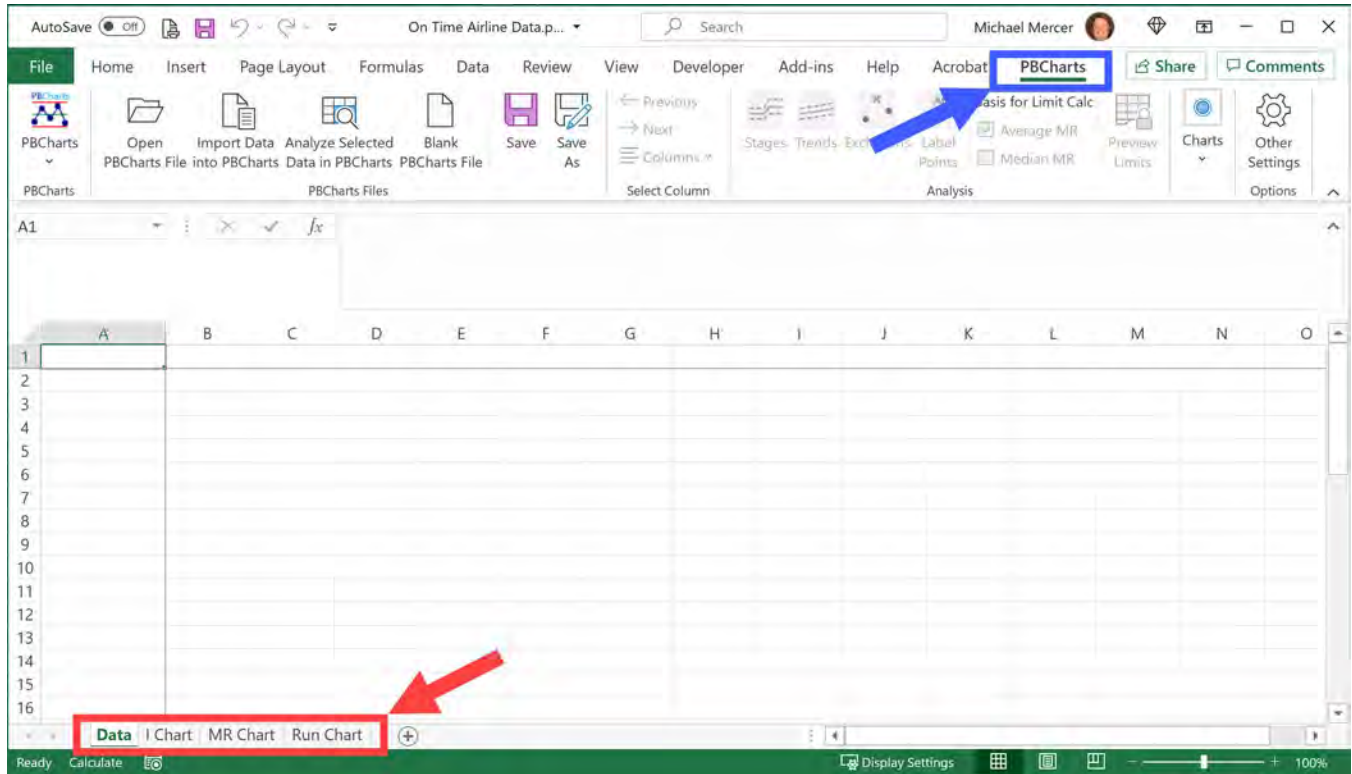 AutoSave Off On Time Airline Data.p... Search Michael Mercer
File Home Insert Page Layout Formulas Data Review View Developer Add-ins Help Acrobat PBCharts Share Comments
PBCharts
PBCharts
Open
PBCharts File
Import Data
into PBCharts
Analyze Selected
Data in PBCharts
Blank
PBCharts File
Save
Save
As
Previous
Next
Columns
Stages
Trends
Label
Points
Limit Calc
Average MR
Median MR
Preview
Limits
Charts
Other
Settings
PBCharts PBCharts Files Select Column Analysis Options
A1 fx
A B C D E F G H I J K L M N O
1
2
3
4
5
6
7
8
9
10
11
12
13
14
15
16
Data I Chart MR Chart Run Chart
Ready Calculate Display Settings 100%